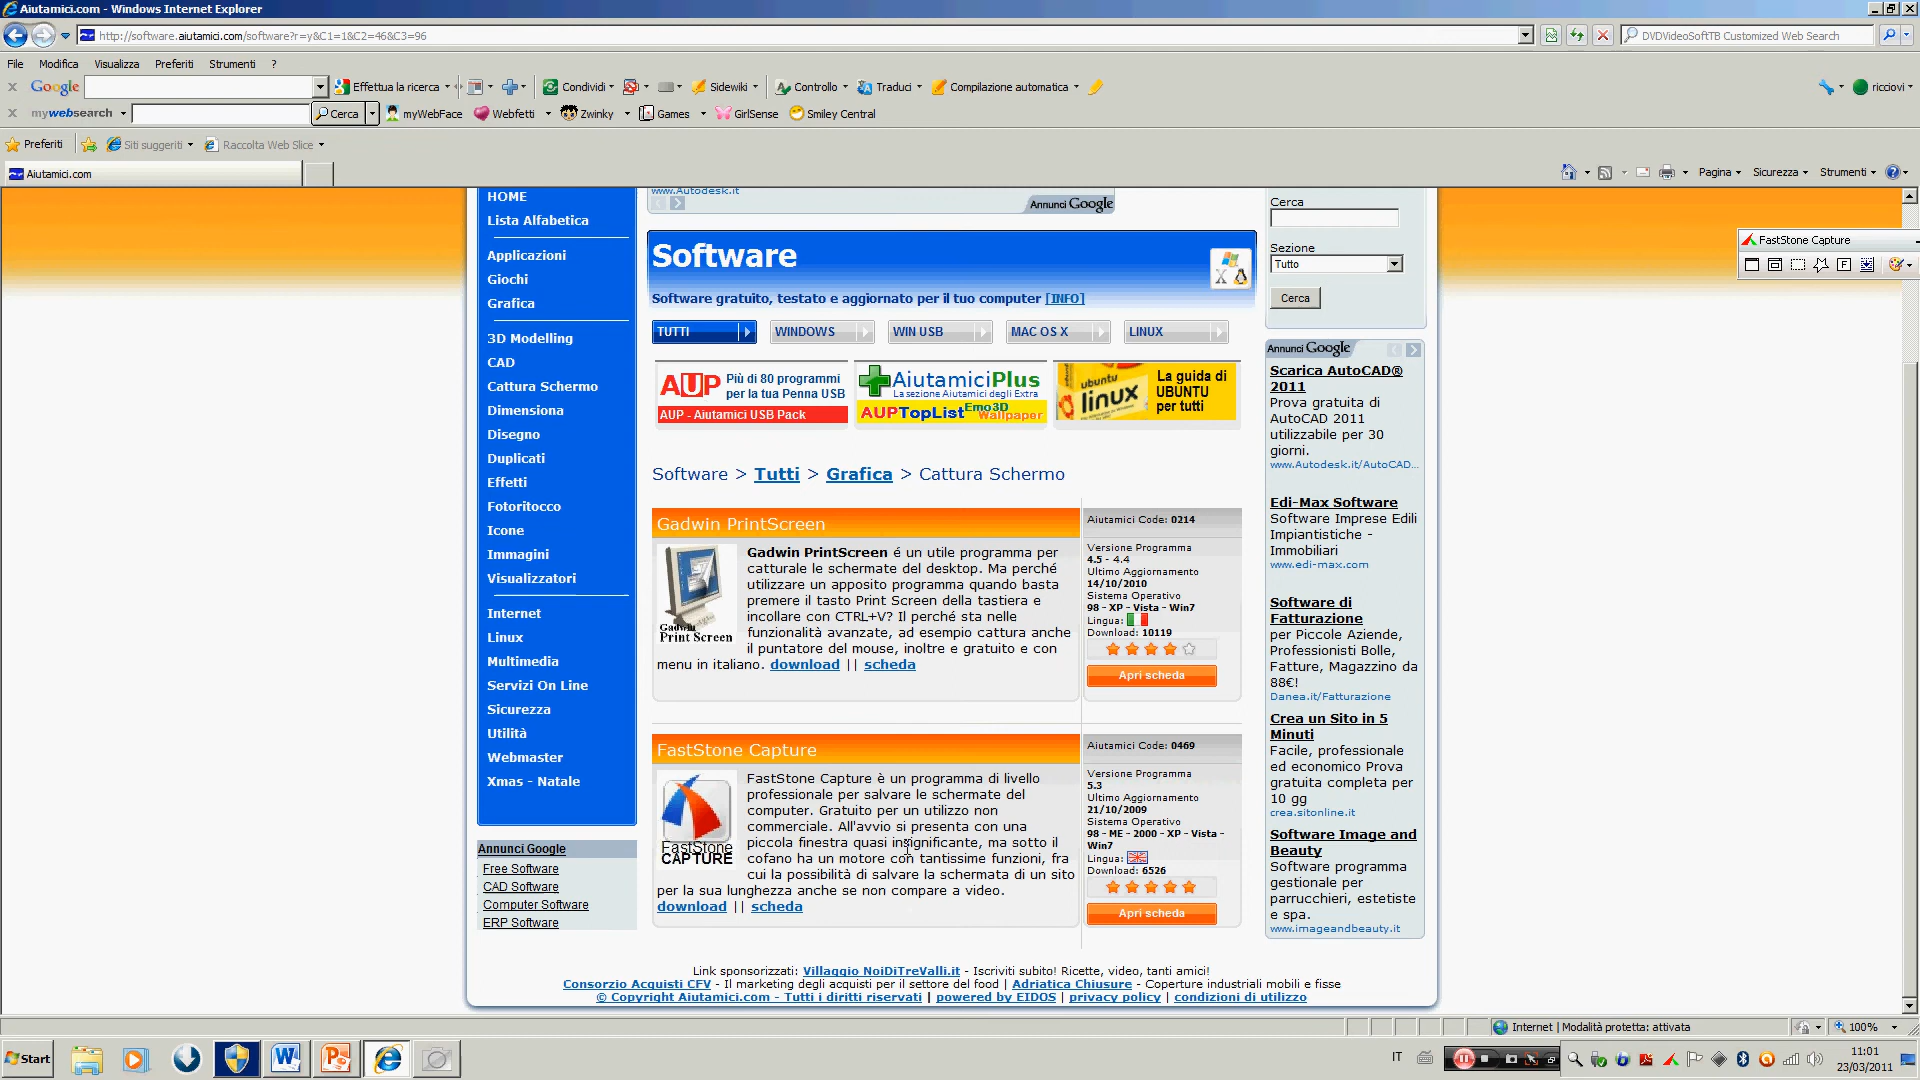 Aiutamici.com - Windows Internet Explorer
http://software.aiutamici.com/software?r=y&C1=1&C2=46&C3=96
DVDVideoSoftTB Customized Web Search
File Modifica Visualizza Preferiti Strumenti ?
Google Effettua la ricerca Condividi Sidewiki Controllo Traduci Compilazione automatica ricciovi
mywebsearch Cerca myWebFace Webfetti Zwinky Games GirlSense Smiley Central
Preferiti Siti suggeriti Raccolta Web Slice
Aiutamici.com
Pagina Sicurezza Strumenti
HOME
Lista Alfabetica
Applicazioni
Giochi
Grafica
3D Modelling
CAD
Cattura Schermo
Dimensiona
Disegno
Duplicati
Effetti
Fotoritocco
Icone
Immagini
Visualizzatori
Internet
Linux
Multimedia
Servizi On Line
Sicurezza
Utilità
Webmaster
Xmas - Natale
Annunci Google
Free Software
CAD Software
Computer Software
ERP Software
www.Autodesk.it
Annunci Google
Software
Software gratuito, testato e aggiornato per il tuo computer [INFO]
TUTTI WINDOWS WIN USB MAC OS X LINUX
AUP Più di 80 programmi
per la tua Penna USB
AUP - Aiutamici USB Pack
AiutamiciPlus
La sezione Aiutamici degli Extra
AUPTopList Emo3D Wallpaper
ubuntu
linux
La guida di
UBUNTU
per tutti
Software > Tutti > Grafica > Cattura Schermo
Gadwin PrintScreen
Gadwin
Print Screen
Gadwin PrintScreen é un utile programma per
catturale le schermate del desktop. Ma perché
utilizzare un apposito programma quando basta
premere il tasto Print Screen della tastiera e
incollare con CTRL+V? Il perché sta nelle
funzionalità avanzate, ad esempio cattura anche
il puntatore del mouse, inoltre e gratuito e con
menu in italiano. download || scheda
Aiutamici Code: 0214
Versione Programma
4.5 - 4.4
Ultimo Aggiornamento
14/10/2010
Sistema Operativo
98 - XP - Vista - Win7
Lingua:
Download: 10119
Apri scheda
FastStone Capture
FastStone
CAPTURE
FastStone Capture è un programma di livello
professionale per salvare le schermate del
computer. Gratuito per un utilizzo non
commerciale. All'avvio si presenta con una
piccola finestra quasi insignificante, ma sotto il
cofano ha un motore con tantissime funzioni, fra
cui la possibilità di salvare la schermata di un sito
per la sua lunghezza anche se non compare a video.
download || scheda
Aiutamici Code: 0469
Versione Programma
5.3
Ultimo Aggiornamento
21/10/2009
Sistema Operativo
98 - ME - 2000 - XP - Vista -
Win7
Lingua:
Download: 6526
Apri scheda
Cerca
Sezione
Tutto
Cerca
Annunci Google
Scarica AutoCAD®
2011
Prova gratuita di
AutoCAD 2011
utilizzabile per 30
giorni.
www.Autodesk.it/AutoCAD...
Edi-Max Software
Software Imprese Edili
Impiantistiche -
Immobiliari
www.edi-max.com
Software di
Fatturazione
per Piccole Aziende,
Professionisti Bolle,
Fatture, Magazzino da
88€!
Danea.it/Fatturazione
Crea un Sito in 5
Minuti
Facile, professionale
ed economico Prova
gratuita completa per
10 gg
crea.sitonline.it
Software Image and
Beauty
Software programma
gestionale per
parrucchieri, estetiste
e spa.
www.imageandbeauty.it
FastStone Capture
Link sponsorizzati: Villaggio NoiDiTreValli.it - Iscriviti subito! Ricette, video, tanti amici!
Consorzio Acquisti CFV - Il marketing degli acquisti per il settore del food | Adriatica Chiusure - Coperture industriali mobili e fisse
© Copyright Aiutamici.com - Tutti i diritti riservati | powered by EIDOS | privacy policy | condizioni di utilizzo
Internet | Modalità protetta: attivata
100%
Start
IT
11:01
23/03/2011